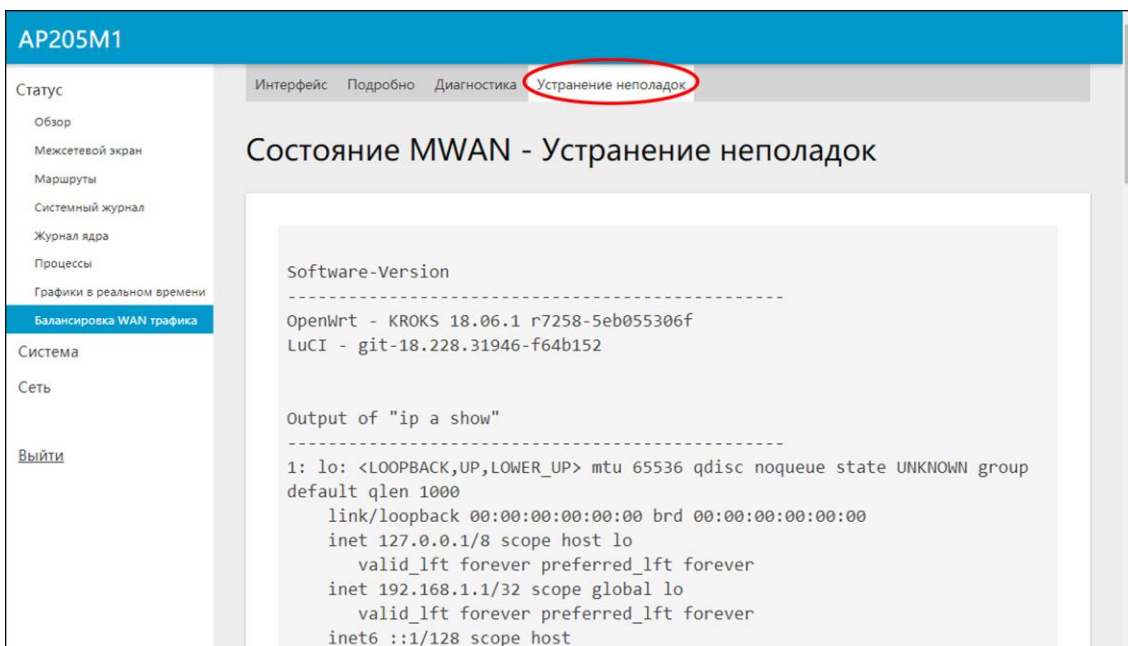 AP205M1
Статус
Обзор
Межсетевой экран
Маршруты
Системный журнал
Журнал ядра
Процессы
Графики в реальном времени
Балансировка WAN трафика
Система
Сеть
Выйти
Интерфейс Подробно Диагностика Устранение неполадок
Состояние MWAN - Устранение неполадок
Software-Version
-------------------------------------------------
OpenWrt - KROKS 18.06.1 r7258-5eb055306f
LuCI - git-18.228.31946-f64b152
Output of "ip a show"
-------------------------------------------------
1: lo: <LOOPBACK,UP,LOWER_UP> mtu 65536 qdisc noqueue state UNKNOWN group
default qlen 1000
link/loopback 00:00:00:00:00:00 brd 00:00:00:00:00:00
inet 127.0.0.1/8 scope host lo
valid_lft forever preferred_lft forever
inet 192.168.1.1/32 scope global lo
valid_lft forever preferred_lft forever
inet6 ::1/128 scope host